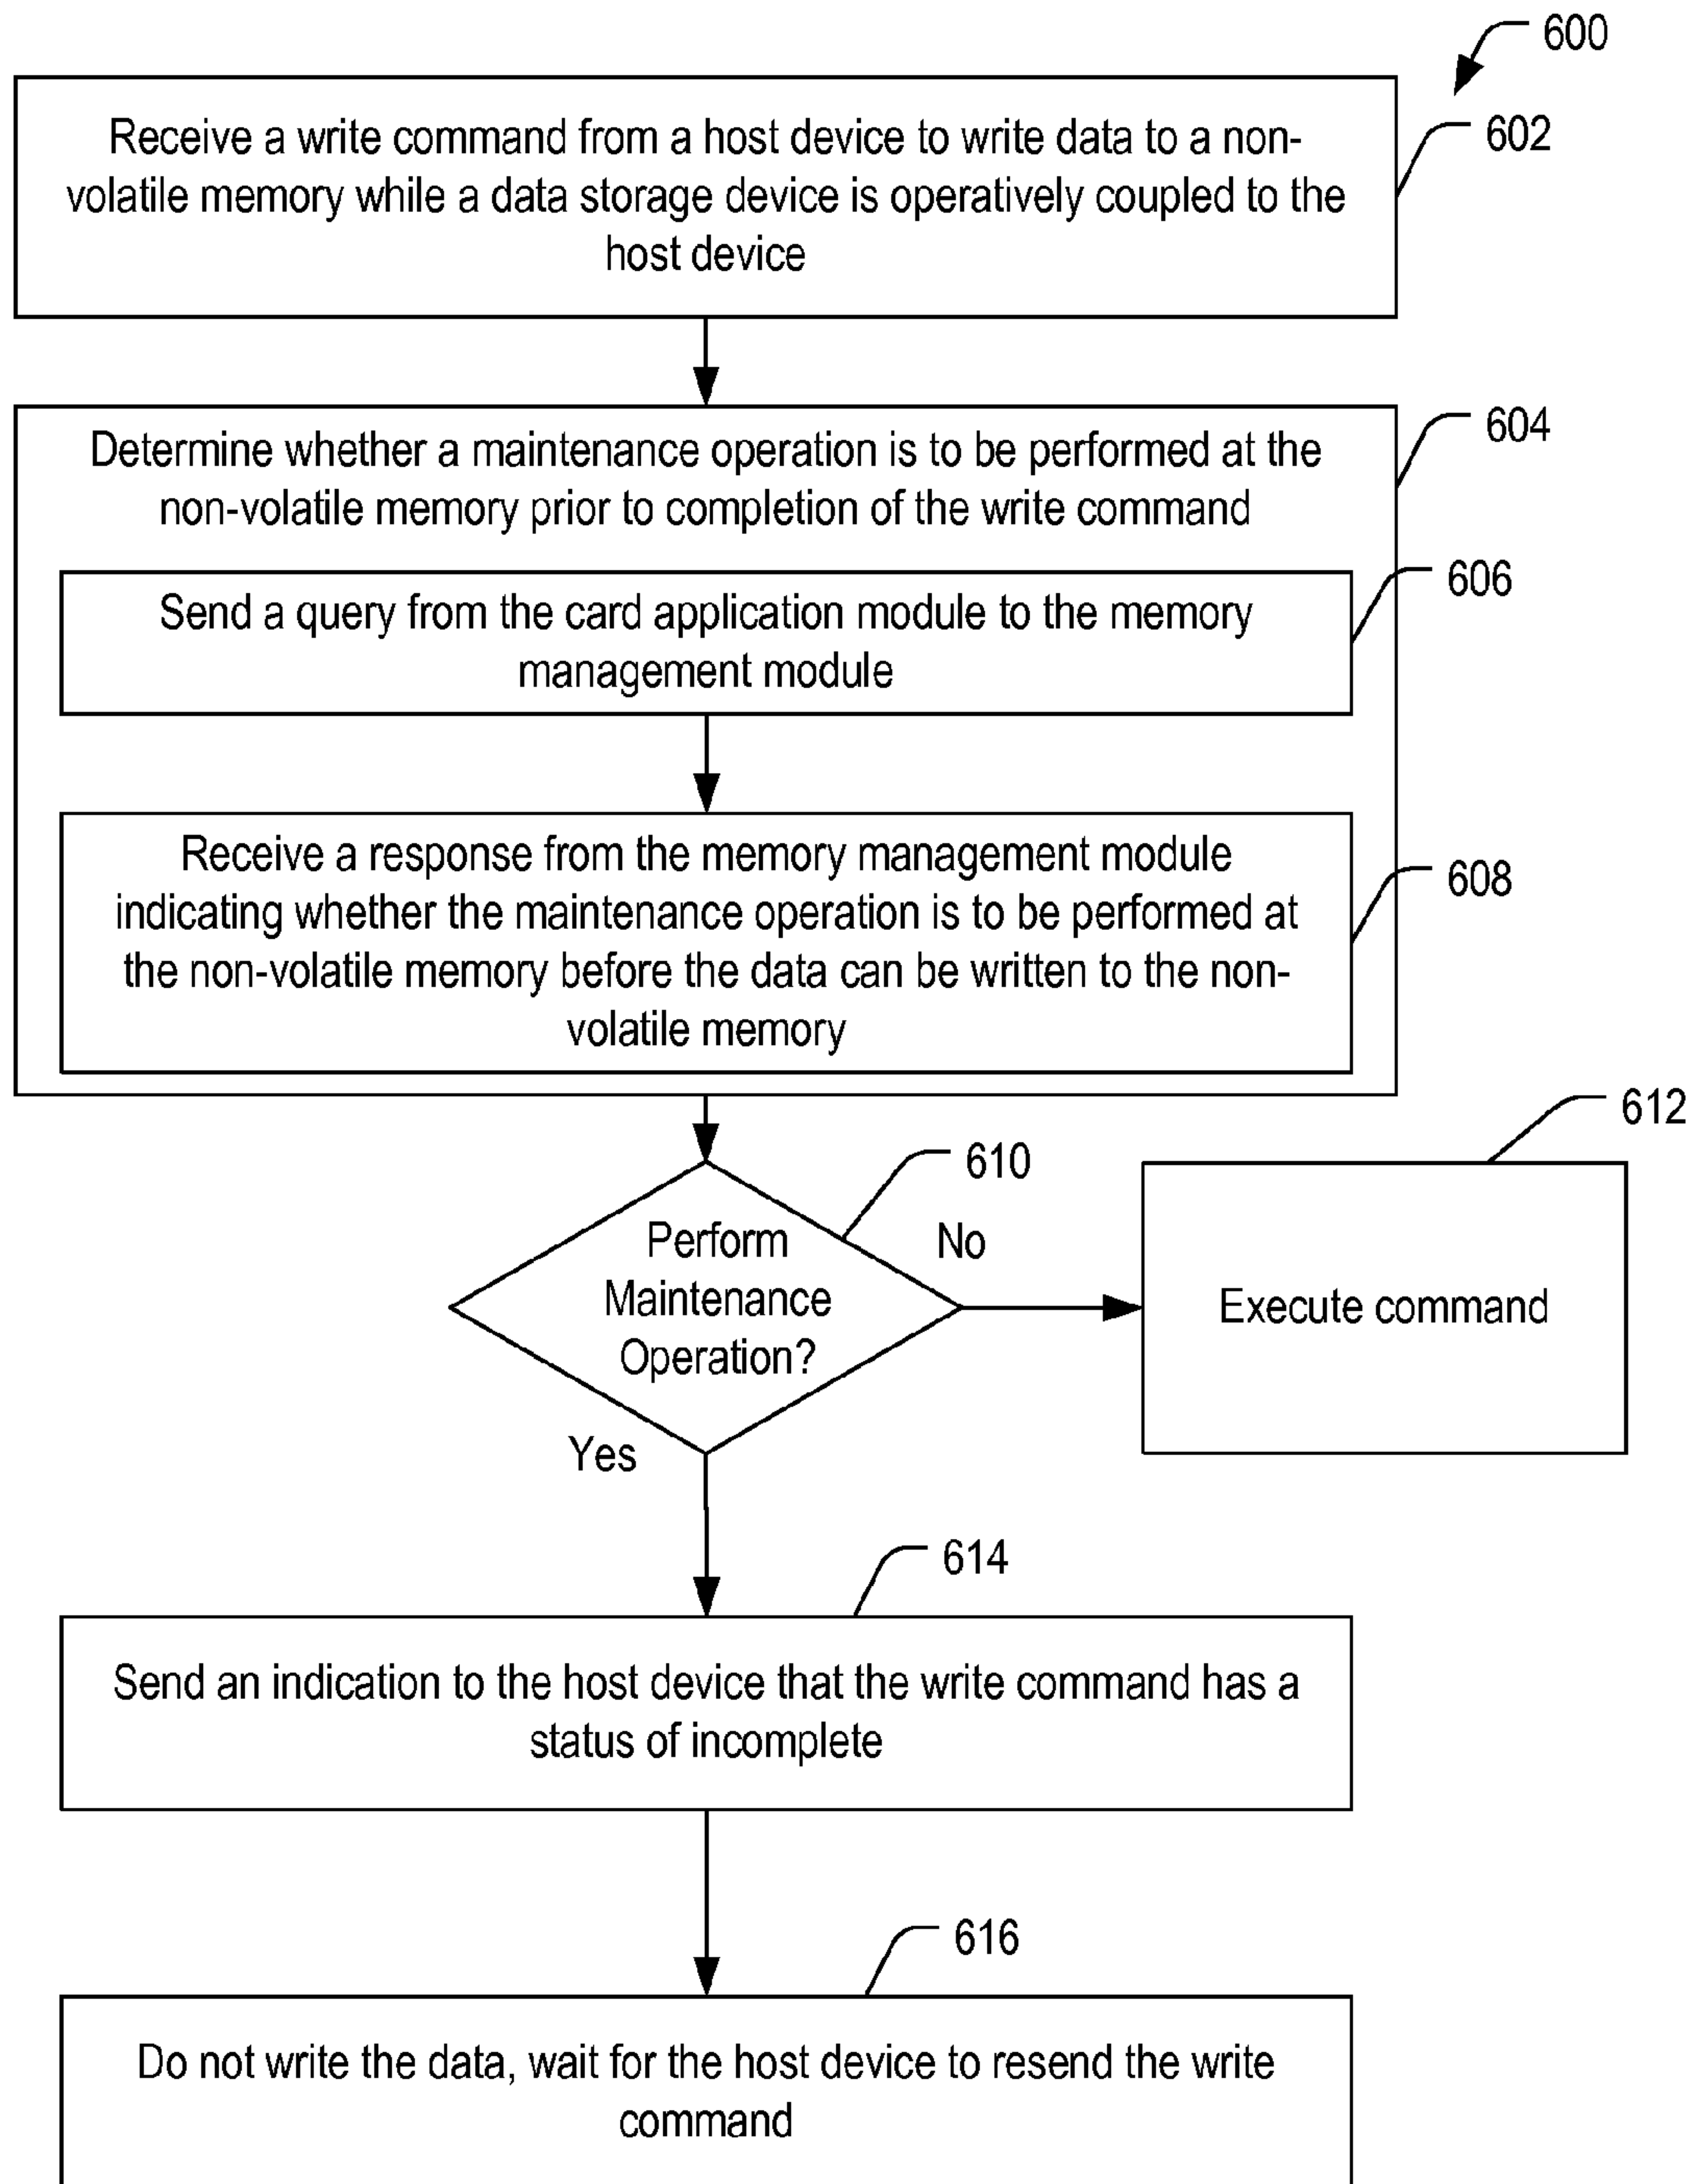 600
Receive a write command from a host device to write data to a non-
volatile memory while a data storage device is operatively coupled to the
host device
602
Determine whether a maintenance operation is to be performed at the
non-volatile memory prior to completion of the write command
604
Send a query from the card application module to the memory
management module
606
Receive a response from the memory management module
indicating whether the maintenance operation is to be performed at
the non-volatile memory before the data can be written to the non-
volatile memory
608
Perform
Maintenance
Operation?
610
No
Execute command
612
Yes
Send an indication to the host device that the write command has a
status of incomplete
614
Do not write the data, wait for the host device to resend the write
command
616